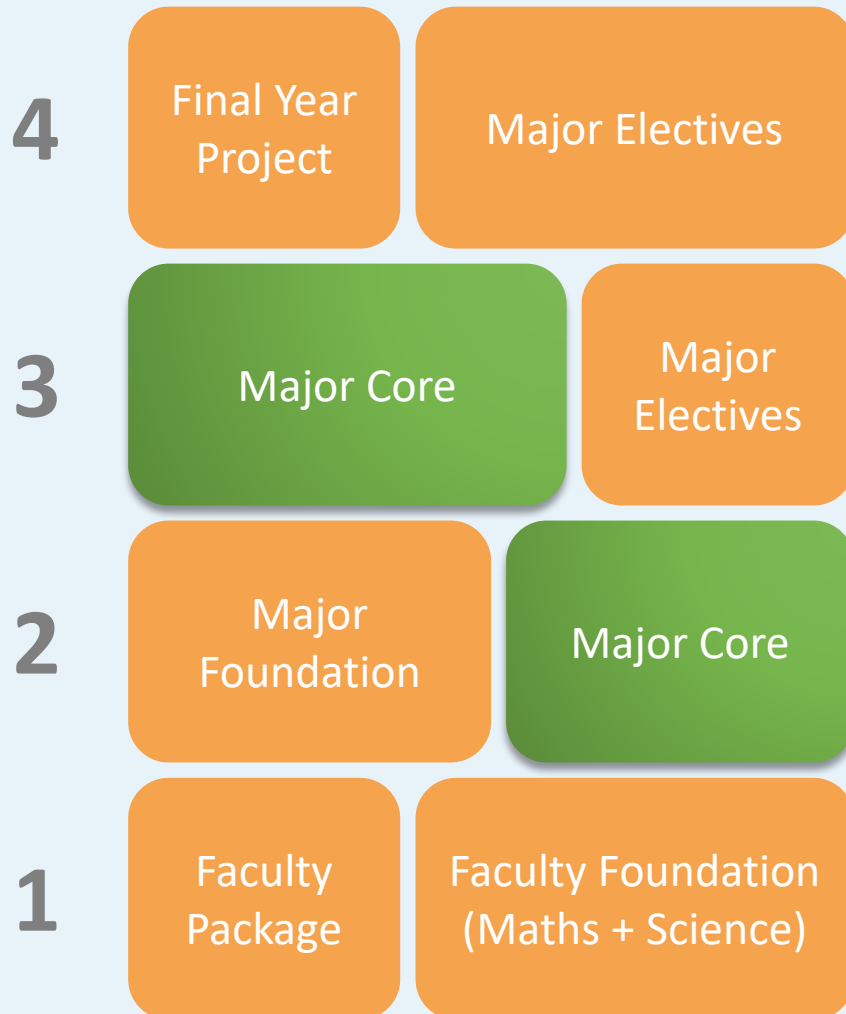 4
Final Year
Project
Major Electives
3
Major Core
Major
Electives
2
Major
Foundation
Major Core
1
Faculty
Package
Faculty Foundation
(Maths + Science)